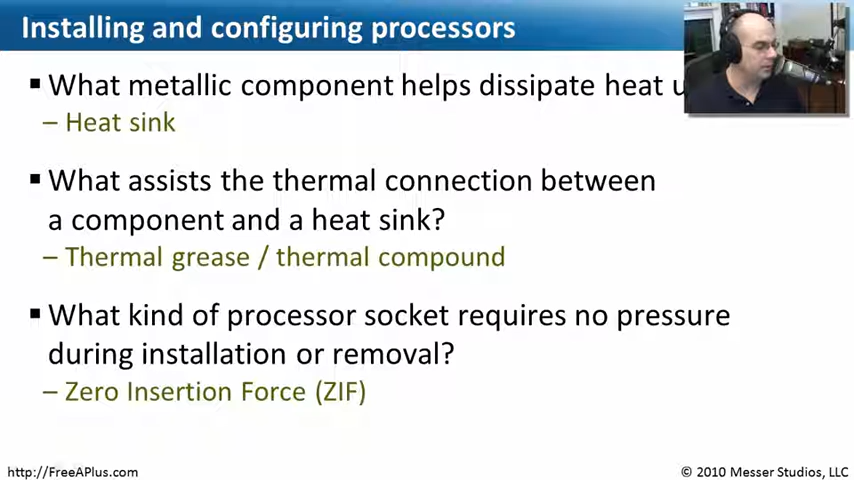 Installing and configuring processors
▪ What metallic component helps dissipate heat
– Heat sink
▪ What assists the thermal connection between
a component and a heat sink?
– Thermal grease / thermal compound
▪ What kind of processor socket requires no pressure
during installation or removal?
– Zero Insertion Force (ZIF)
http://FreeAPlus.com
© 2010 Messer Studios, LLC